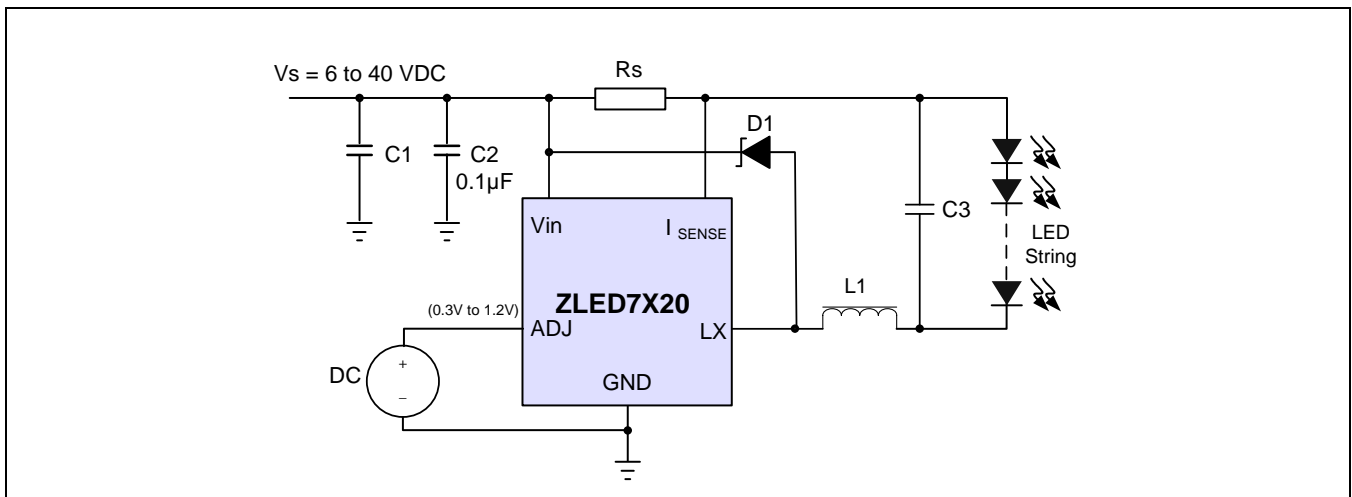 Vs = 6 to 40 VDC
Rs
D1
C1
C2
0.1µF
C3
Vin
I SENSE
LED
String
L1
ZLED7X20
(0.3V to 1.2V)
ADJ
LX
DC
+
–
GND